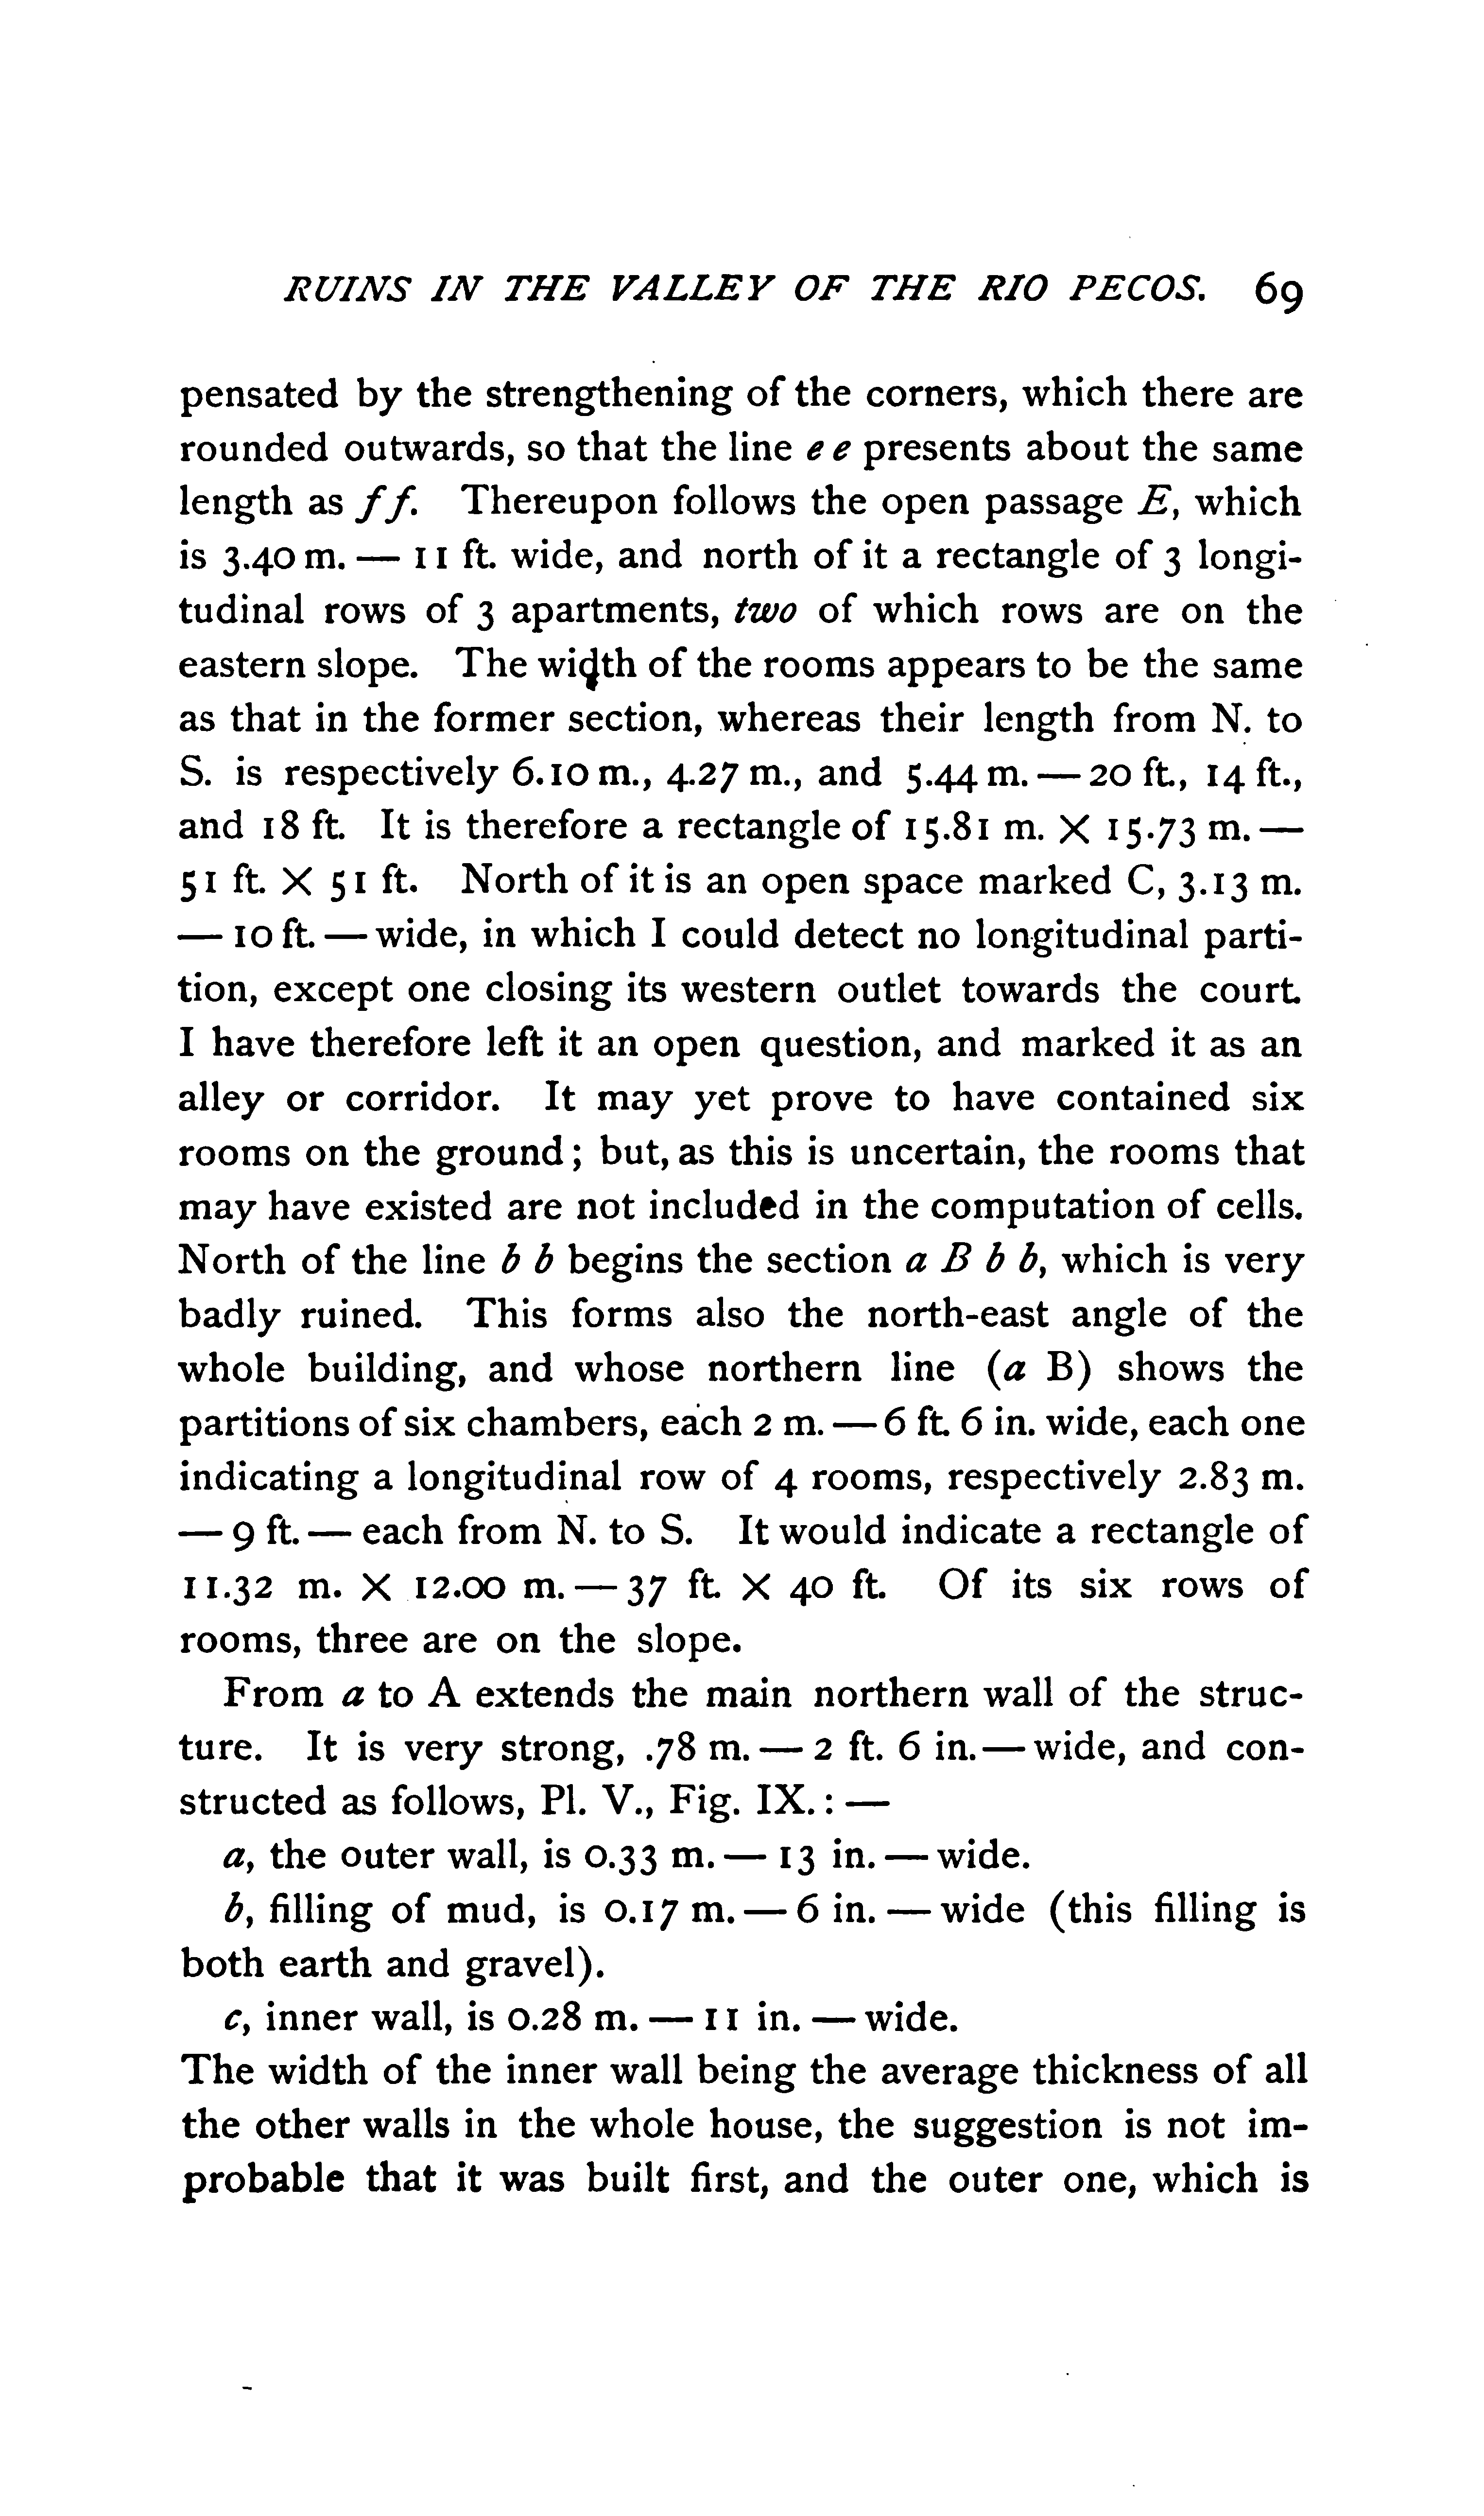 RUINS IN THE VALLEY OF THE RIO PECOS. 69
pensated by the strengthening of the corners, which there are
rounded outwards, so that the line e e presents about the same
length as f f. Thereupon follows the open passage E, which
is 3.40 m. — 11 ft. wide, and north of it a rectangle of 3 longi-
tudinal rows of 3 apartments, two of which rows are on the
eastern slope. The width of the rooms appears to be the same
as that in the former section, whereas their length from N. to
S. is respectively 6.10 m., 4.27 m., and 5.44 m. — 20 ft., 14 ft.,
and 18 ft. It is therefore a rectangle of 15.81 m. X 15.73 m. —
51 ft. X 51 ft. North of it is an open space marked C, 3.13 m.
— 10 ft. — wide, in which I could detect no longitudinal parti-
tion, except one closing its western outlet towards the court.
I have therefore left it an open question, and marked it as an
alley or corridor. It may yet prove to have contained six
rooms on the ground; but, as this is uncertain, the rooms that
may have existed are not included in the computation of cells.
North of the line b b begins the section a B b b, which is very
badly ruined. This forms also the north-east angle of the
whole building, and whose northern line (a B) shows the
partitions of six chambers, each 2 m. — 6 ft. 6 in. wide, each one
indicating a longitudinal row of 4 rooms, respectively 2.83 m.
— 9 ft. — each from N. to S. It would indicate a rectangle of
11.32 m. X 12.00 m. — 37 ft. X 40 ft. Of its six rows of
rooms, three are on the slope.
From a to A extends the main northern wall of the struc-
ture. It is very strong, .78 m. — 2 ft. 6 in. — wide, and con-
structed as follows, Pl. V., Fig. IX. : —
a, the outer wall, is 0.33 m. — 13 in. — wide.
b, filling of mud, is 0.17 m. — 6 in. — wide (this filling is
both earth and gravel).
c, inner wall, is 0.28 m. — 11 in. — wide.
The width of the inner wall being the average thickness of all
the other walls in the whole house, the suggestion is not im-
probable that it was built first, and the outer one, which is